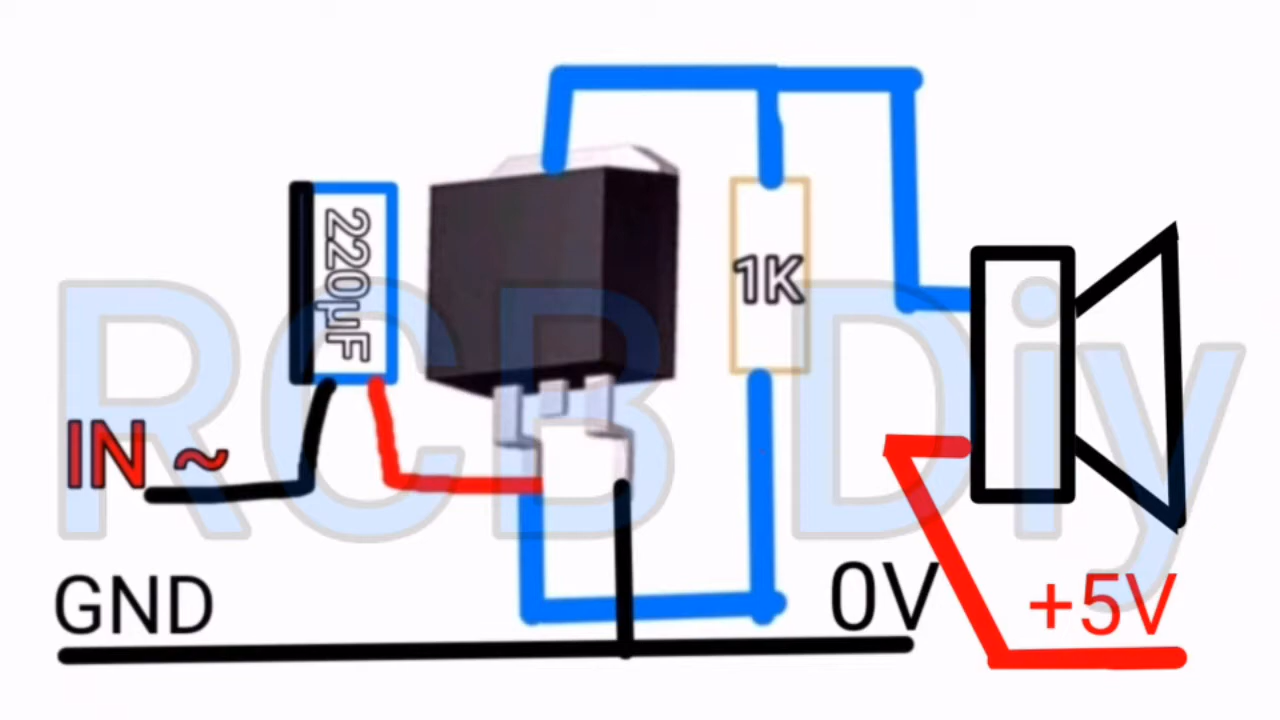 220µF
1K
RCB Diy
IN ~
GND
0V
+5V